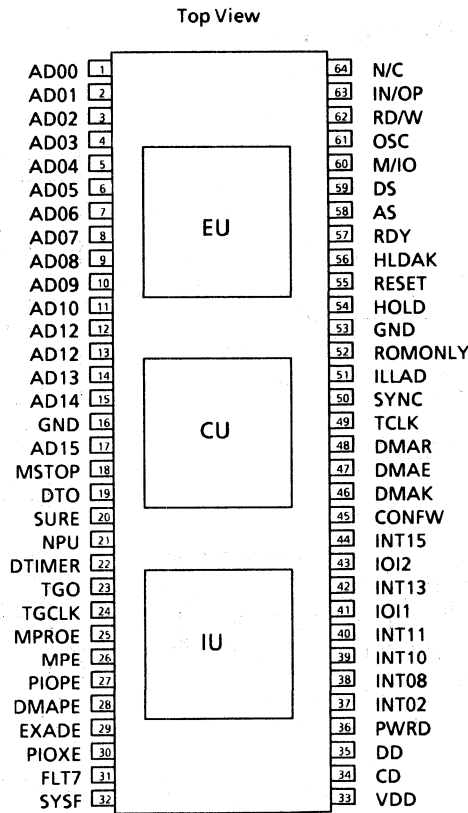 Top View
AD00 1 64 N/C
AD01 2 63 IN/OP
AD02 3 62 RD/W
AD03 4 61 OSC
AD04 5 60 M/IO
AD05 6 59 DS
AD06 7 58 AS
AD07 8 57 RDY
AD08 9 56 HLDAK
AD09 10 55 RESET
AD10 11 54 HOLD
AD12 12 53 GND
AD12 13 52 ROMONLY
AD13 14 51 ILLAD
AD14 15 50 SYNC
GND 16 49 TCLK
AD15 17 48 DMAR
MSTOP 18 47 DMAE
DTO 19 46 DMAK
SURE 20 45 CONFW
NPU 21 44 INT15
DTIMER 22 43 IOI2
TGO 23 42 INT13
TGCLK 24 41 IOI1
MPROE 25 40 INT11
MPE 26 39 INT10
PIOPE 27 38 INT08
DMAPE 28 37 INT02
EXADE 29 36 PWRD
PIOXE 30 35 DD
FLT7 31 34 CD
SYSF 32 33 VDD
EU
CU
IU